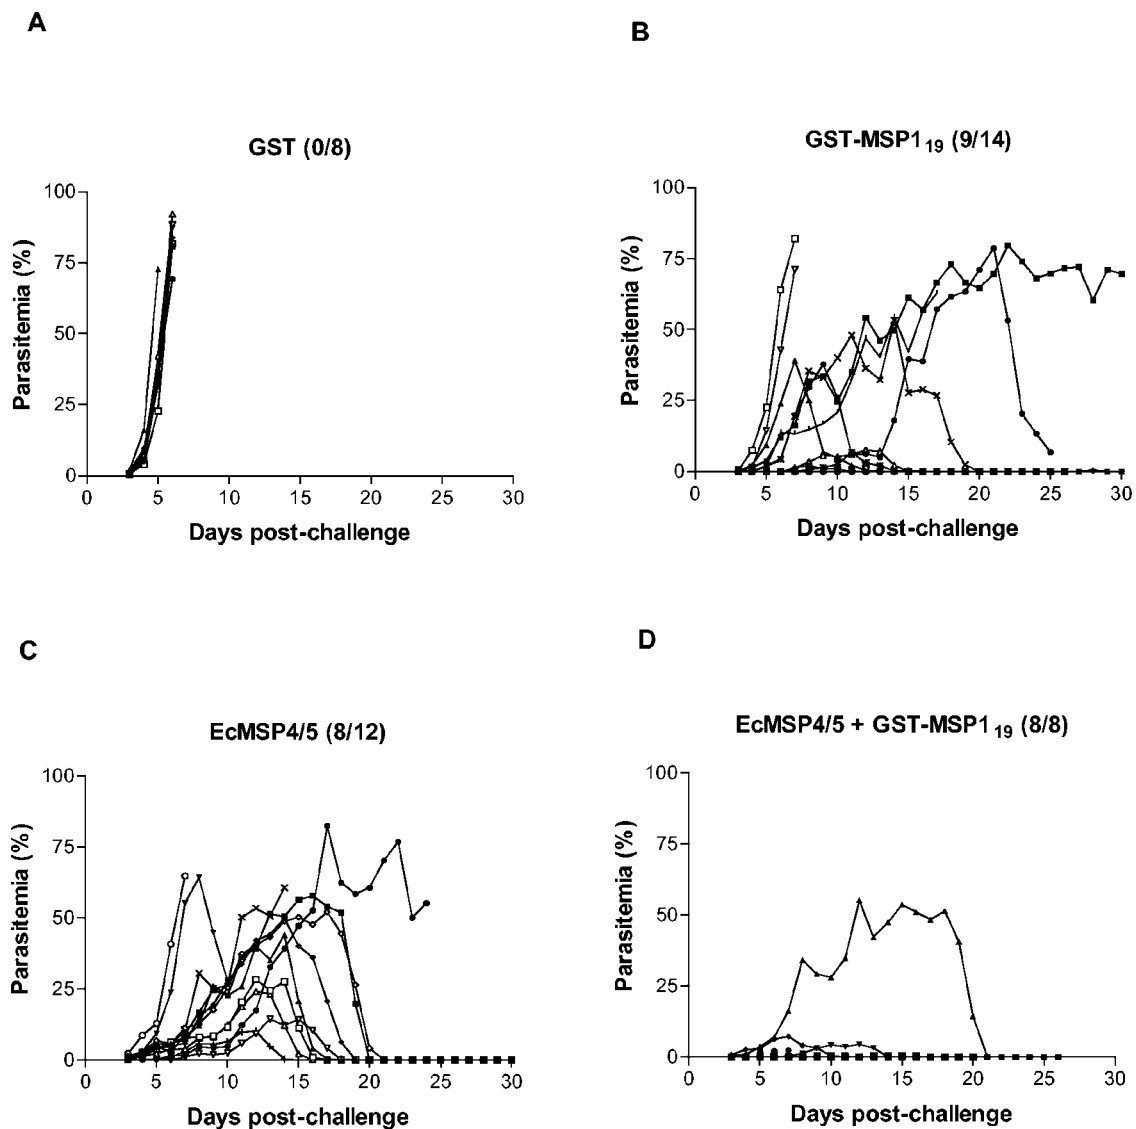 A
GST (0/8)
100
75
50
25
0
Parasitemia (%)
0 5 10 15 20 25 30
Days post-challenge
B
GST-MSP1 19 (9/14)
100
75
50
25
0
Parasitemia (%)
0 5 10 15 20 25 30
Days post-challenge
C
EcMSP4/5 (8/12)
100
75
50
25
0
Parasitemia (%)
0 5 10 15 20 25 30
Days post-challenge
D
EcMSP4/5 + GST-MSP1 19 (8/8)
100
75
50
25
0
Parasitemia (%)
0 5 10 15 20 25 30
Days post-challenge